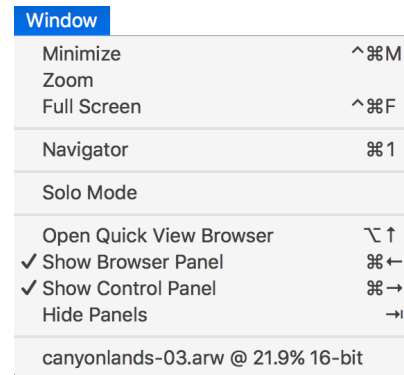 Window
Minimize ^⌘M
Zoom
Full Screen ^⌘F
Navigator ⌘1
Solo Mode
Open Quick View Browser ⌥↑
✓ Show Browser Panel ⌘←
✓ Show Control Panel ⌘→
Hide Panels ⇥
canyonlands-03.arw @ 21.9% 16-bit